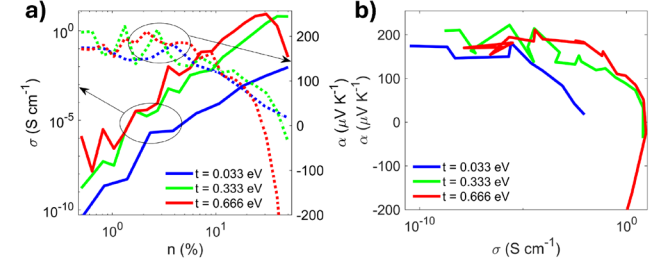 a)
b)
10⁰
10⁻⁵
10⁻¹⁰
σ (S cm⁻¹)
200
100
0
-100
-200
α (μV K⁻¹)
t = 0.033 eV
t = 0.333 eV
t = 0.666 eV
10⁰
10¹
n (%)
α (μV K⁻¹)
200
100
0
-100
-200
t = 0.033 eV
t = 0.333 eV
t = 0.666 eV
10⁻¹⁰
10⁰
σ (S cm⁻¹)